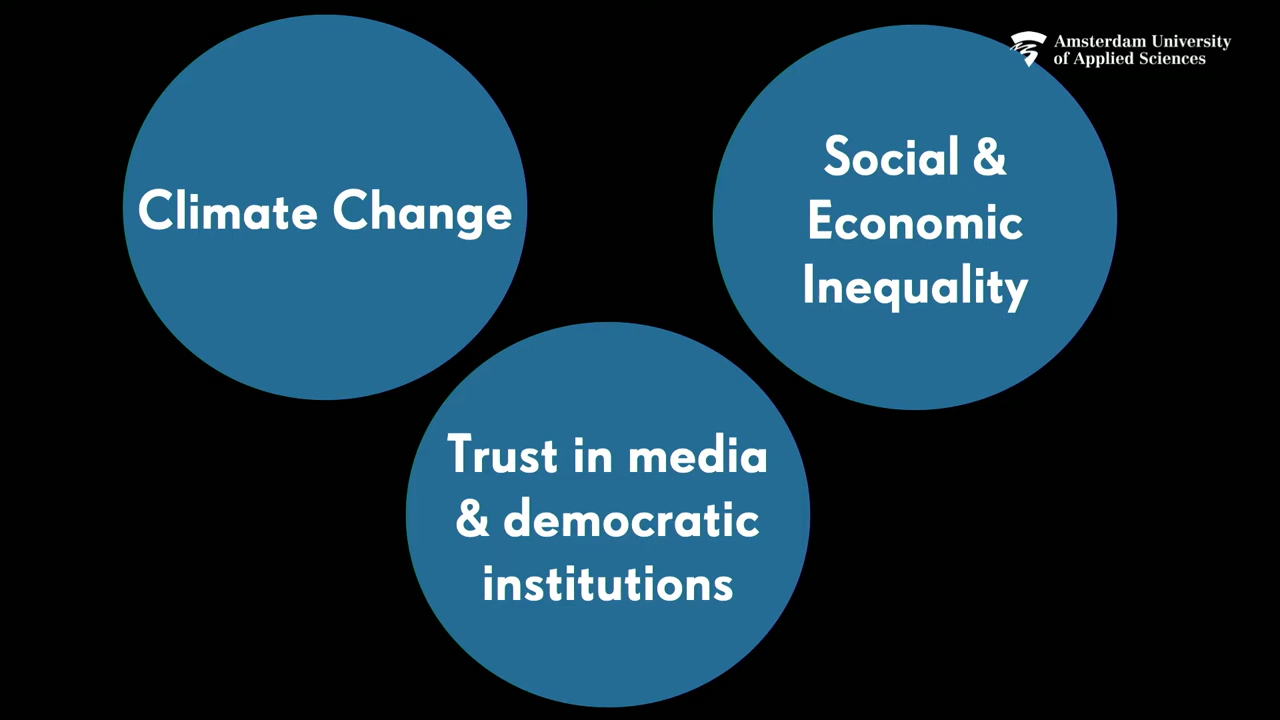 Amsterdam University
of Applied Sciences
Climate Change
Social &
Economic
Inequality
Trust in media
& democratic
institutions